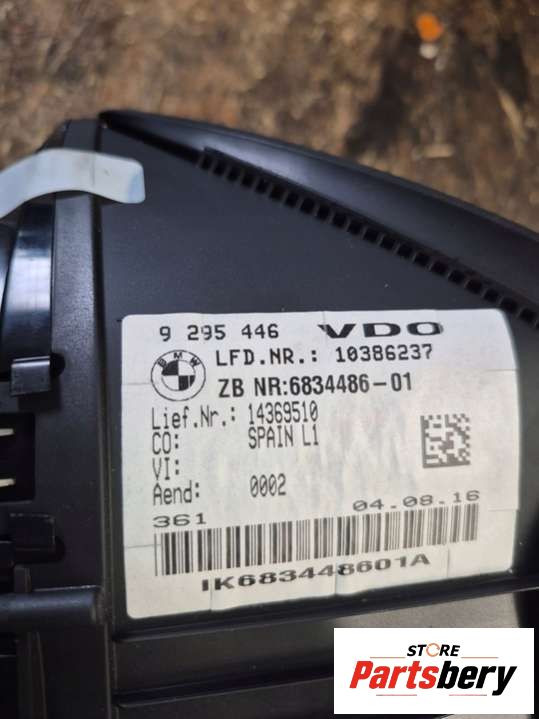 9 295 446 VDO
BMW LFD.NR.: 10386237
ZB NR:6834486-01
Lief.Nr.: 14369510
CO: SPAIN L1
VI:
Aend: 0002
361 04.08.16
IK683448601A
STORE
Partsbery